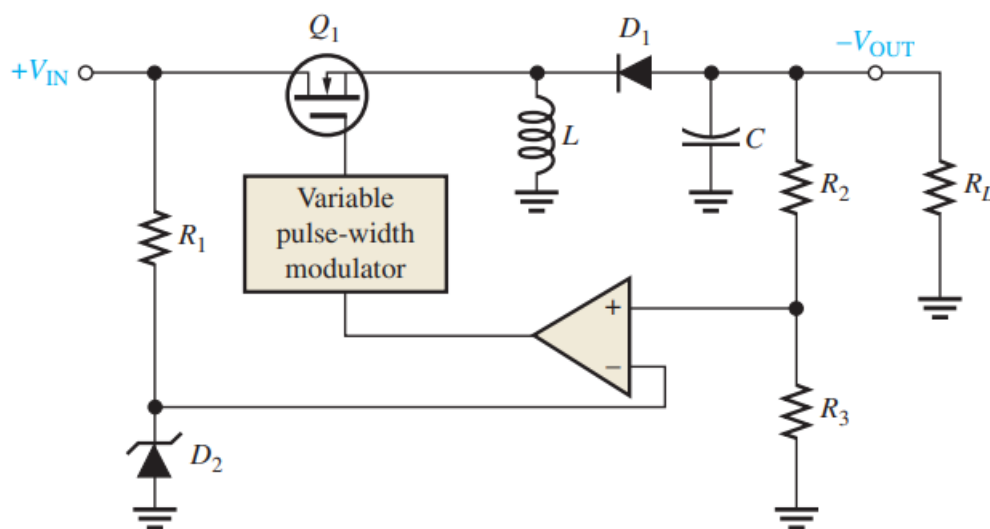 Q1
D1
−VOUT
+VIN
L
C
R2
RL
Variable
pulse-width
modulator
R1
+
−
R3
D2